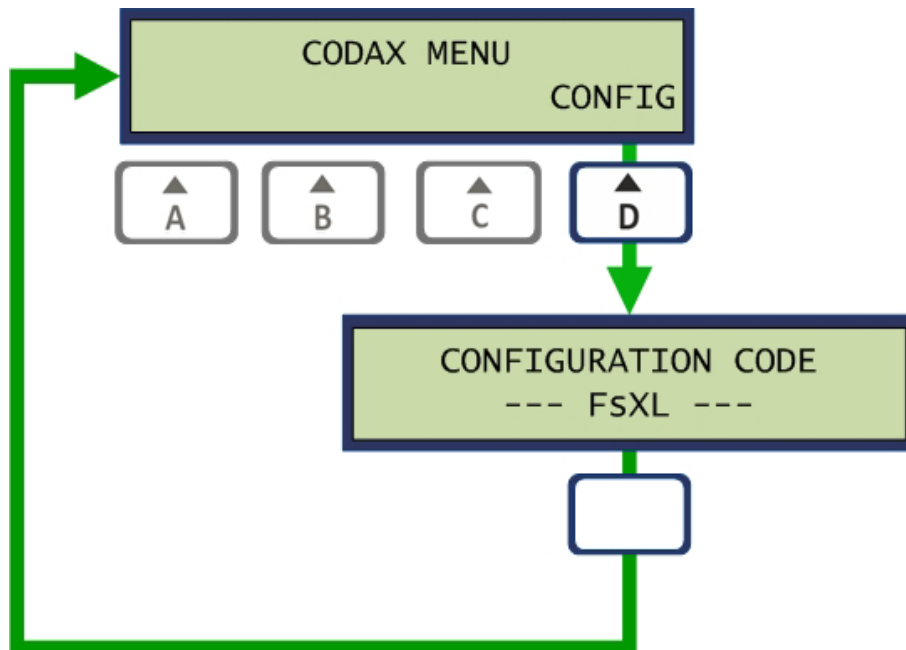 CODAX MENU
CONFIG
A B C D
CONFIGURATION CODE
--- FsXL ---